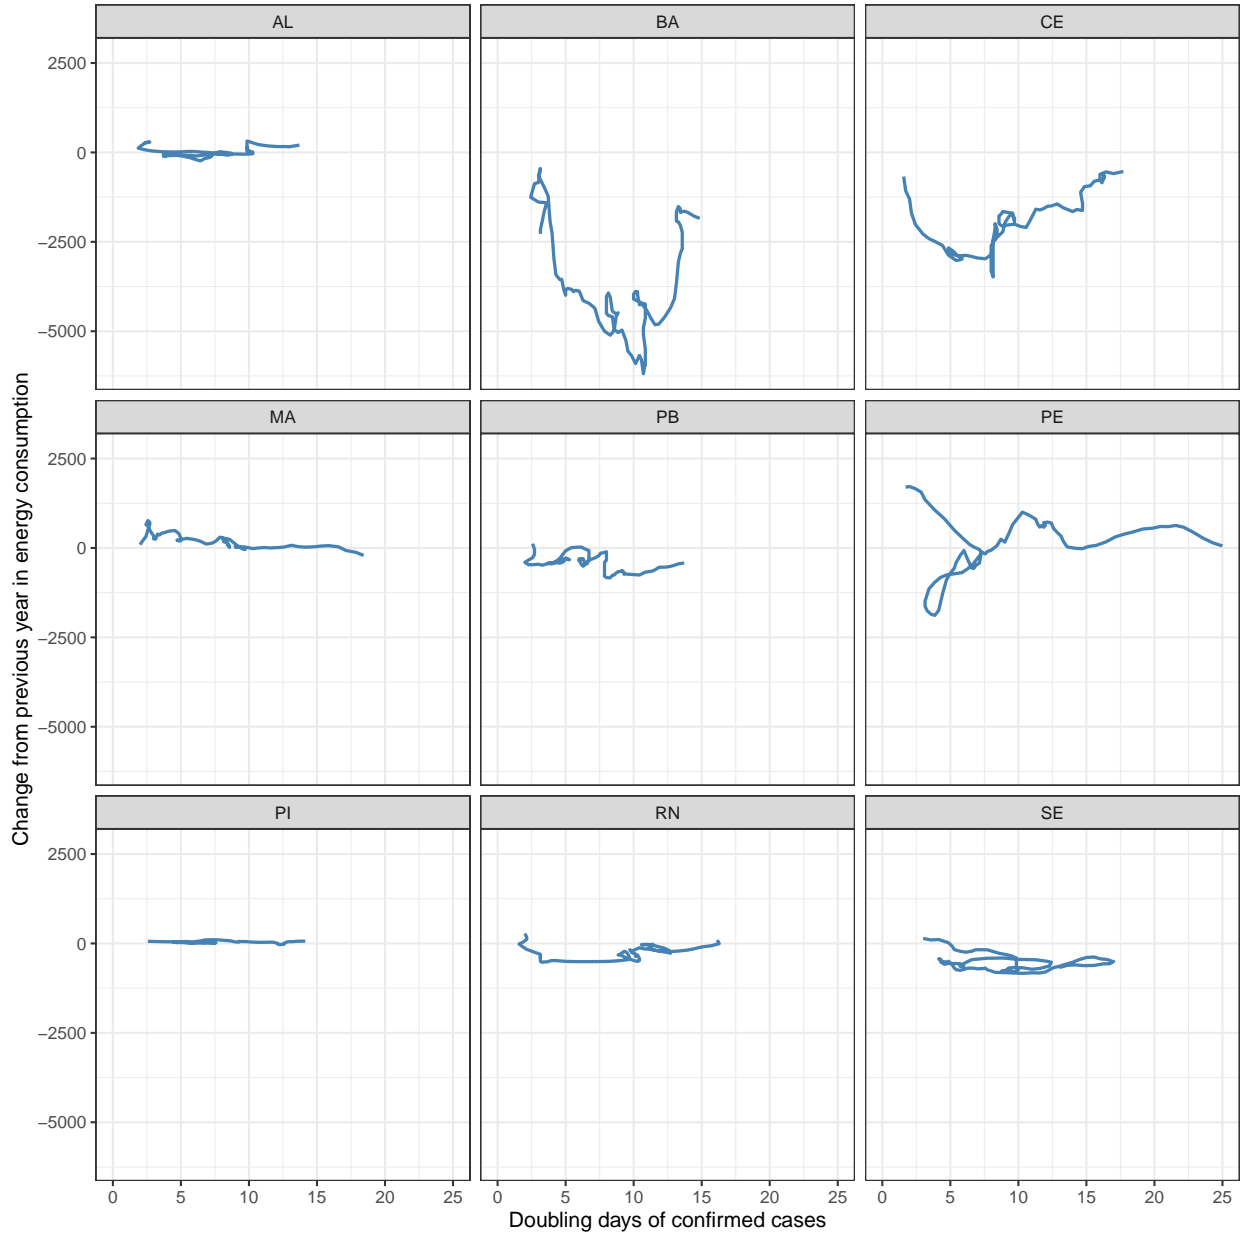 AL BA CE
2500
0
−2500
−5000
MA PB PE
2500
0
−2500
−5000
PI RN SE
2500
0
−2500
−5000
0 5 10 15 20 25 0 5 10 15 20 25 0 5 10 15 20 25
Doubling days of confirmed cases
Change from previous year in energy consumption